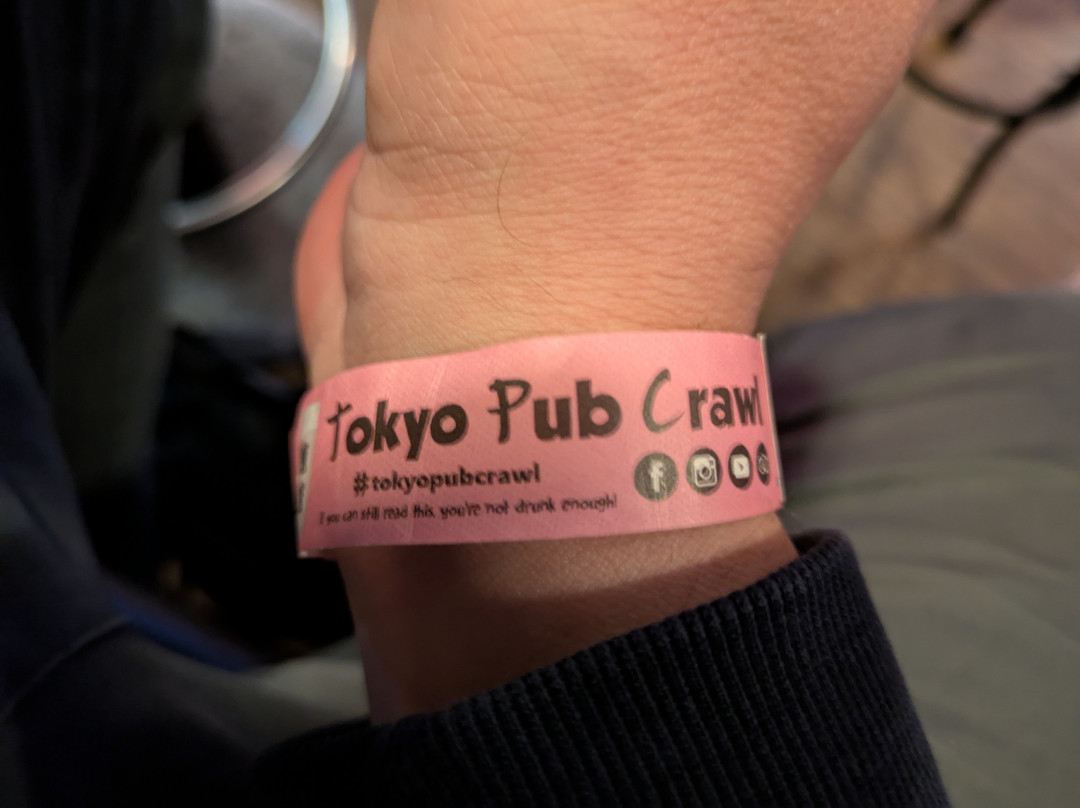 Tokyo Pub Crawl
#tokyopubcrawl
If you can still read this, you're not drunk enough!